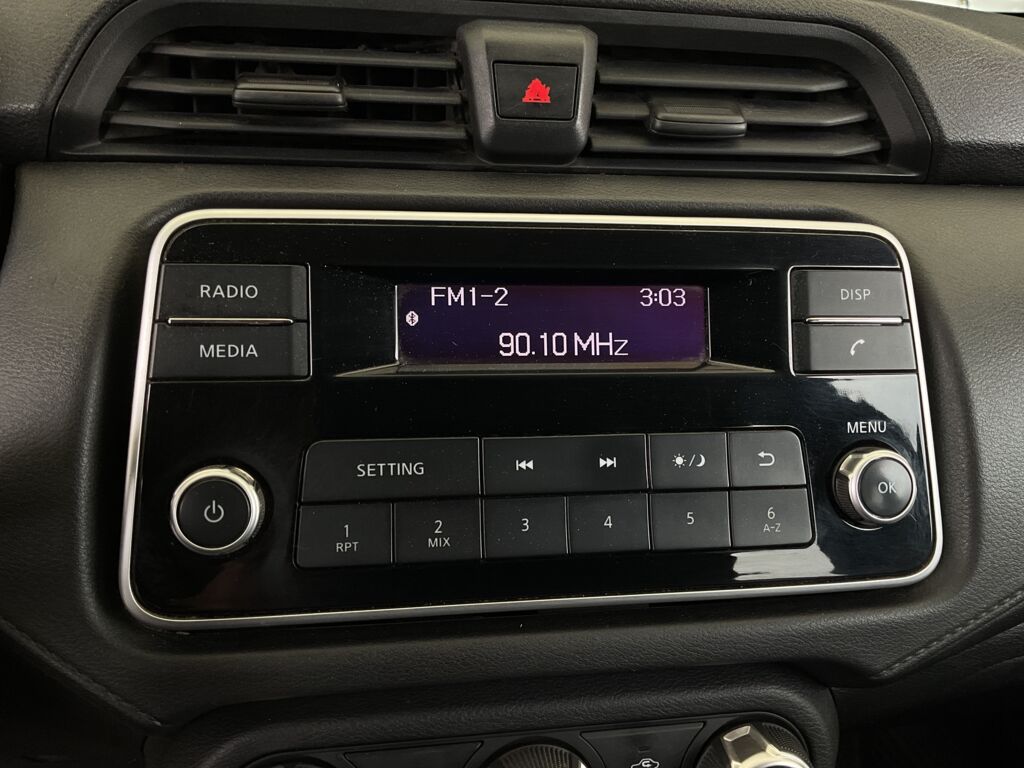 RADIO
MEDIA
FM1-2 3:03
90.10 MHz
DISP
MENU
OK
SETTING
1
RPT
2
MIX
3
4
5
6
A-Z